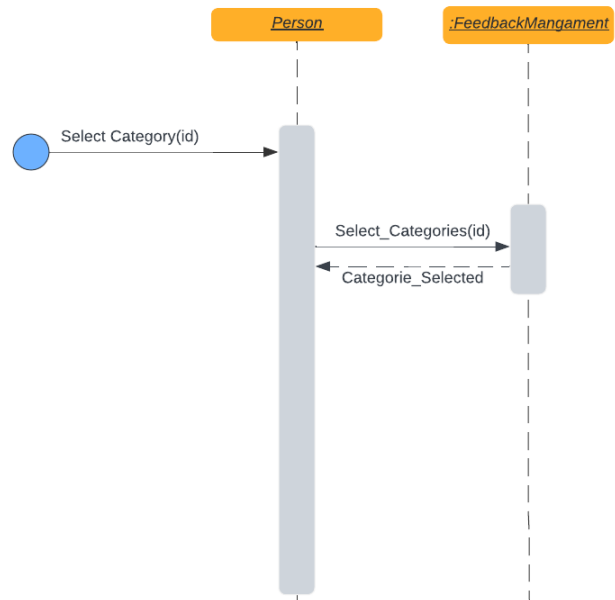 Person
:FeedbackMangament
Select Category(id)
Select_Categories(id)
Categorie_Selected